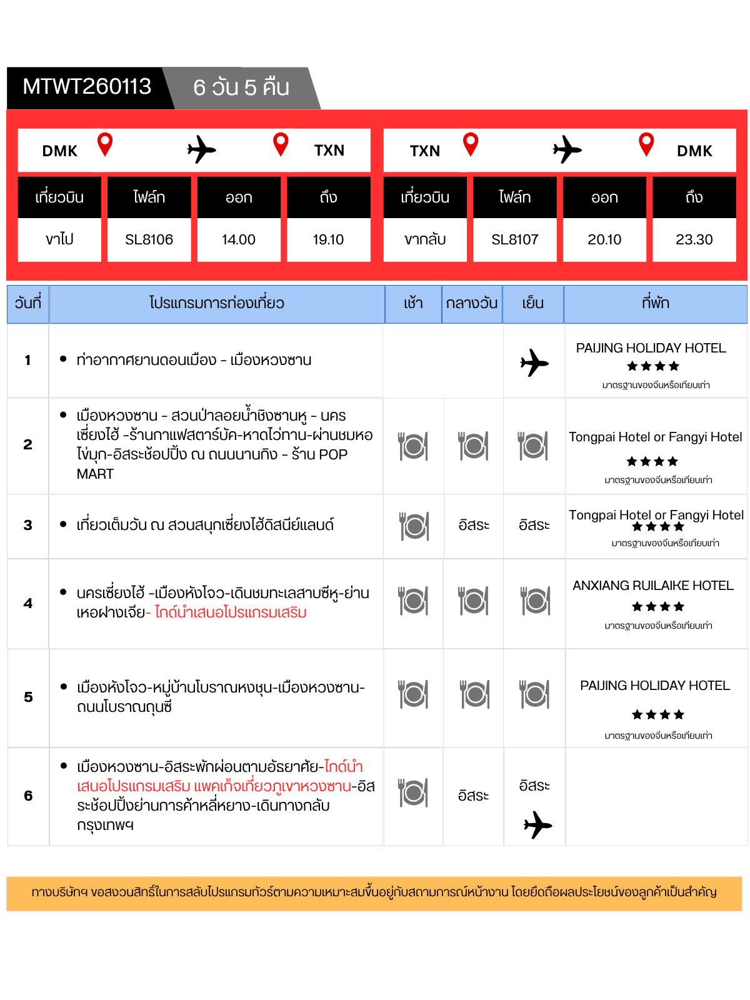 MTWT260113
6 วัน 5 คืน
DMK TXN
TXN DMK
เที่ยวบิน ไฟล์ท ออก ถึง
เที่ยวบิน ไฟล์ท ออก ถึง
ขาไป SL8106 14.00 19.10
ขากลับ SL8107 20.10 23.30
วันที่ โปรแกรมการท่องเที่ยว เช้า กลางวัน เย็น ที่พัก
1
• ท่าอากาศยานดอนเมือง - เมืองหวงซาน
PAIJING HOLIDAY HOTEL
★★★★
มาตรฐานของจีนหรือเทียบเท่า
2
• เมืองหวงซาน - สวนป่าลอยน้ำชิงซานหู - นคร
เซี่ยงไฮ้ -ร้านกาแฟสตาร์บัค-หาดไว่ทาน-ผ่านชมหอ
ไข่มุก-อิสระช้อปปิ้ง ณ ถนนนานกิง - ร้าน POP
MART
Tongpai Hotel or Fangyi Hotel
★★★★
มาตรฐานของจีนหรือเทียบเท่า
3
• เที่ยวเต็มวัน ณ สวนสนุกเซี่ยงไฮ้ดิสนีย์แลนด์
อิสระ อิสระ
Tongpai Hotel or Fangyi Hotel
★★★★
มาตรฐานของจีนหรือเทียบเท่า
4
• นครเซี่ยงไฮ้ -เมืองหังโจว-เดินชมทะเลสาบซีหู-ย่าน
เหอฝางเจีย- ไกด์นำเสนอโปรแกรมเสริม
ANXIANG RUILAIKE HOTEL
★★★★
มาตรฐานของจีนหรือเทียบเท่า
5
• เมืองหังโจว-หมู่บ้านโบราณหงชุน-เมืองหวงซาน-
ถนนโบราณถุนซี
PAIJING HOLIDAY HOTEL
★★★★
มาตรฐานของจีนหรือเทียบเท่า
6
• เมืองหวงซาน-อิสระพักผ่อนตามอัธยาศัย-ไกด์นำ
เสนอโปรแกรมเสริม แพคเก็จเที่ยวภูเขาหวงซาน-อิส
ระช้อปปิ้งย่านการค้าหลี่หยาง-เดินทางกลับ
กรุงเทพฯ
อิสระ อิสระ
ทางบริษัทฯ ขอสงวนสิทธิ์ในการสลับโปรแกรมทัวร์ตามความเหมาะสมขึ้นอยู่กับสถามการณ์หน้างาน โดยยึดถือผลประโยชน์ของลูกค้าเป็นสำคัญ